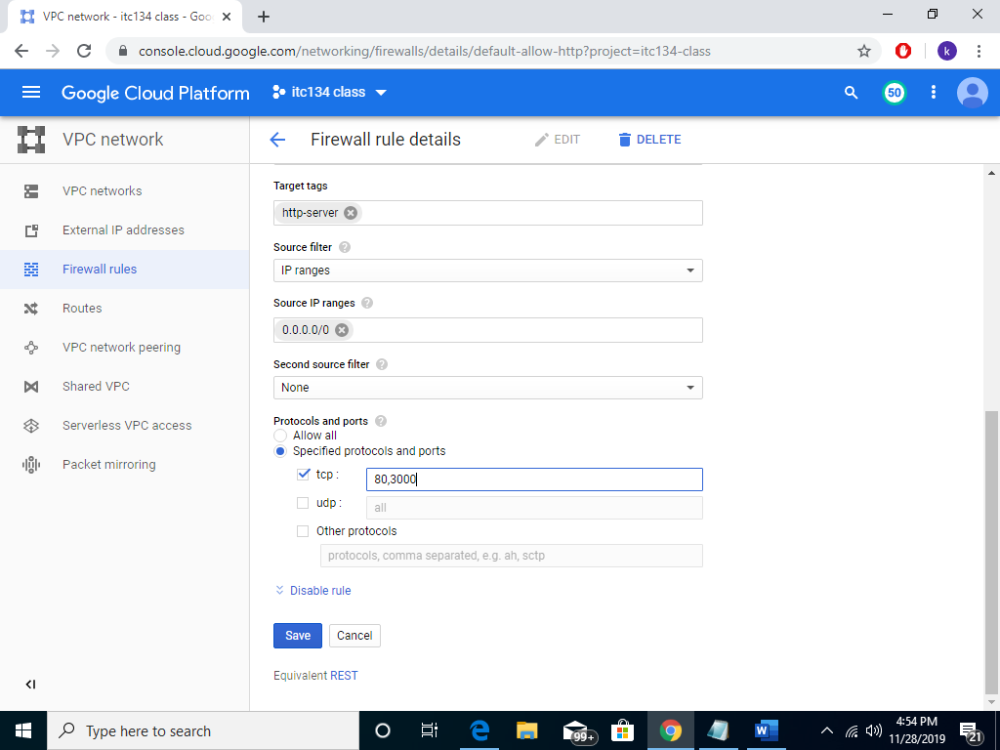 VPC network - itc134 class - Goo
console.cloud.google.com/networking/firewalls/details/default-allow-http?project=itc134-class
k
Google Cloud Platform
itc134 class
50
VPC network
Firewall rule details
EDIT
DELETE
VPC networks
External IP addresses
Firewall rules
Routes
VPC network peering
Shared VPC
Serverless VPC access
Packet mirroring
Target tags
http-server
Source filter
IP ranges
Source IP ranges
0.0.0.0/0
Second source filter
None
Protocols and ports
Allow all
Specified protocols and ports
tcp :
80,3000
udp :
all
Other protocols
protocols, comma separated, e.g. ah, sctp
Disable rule
Save
Cancel
Equivalent REST
Type here to search
99+
W
4:54 PM
11/28/2019
21